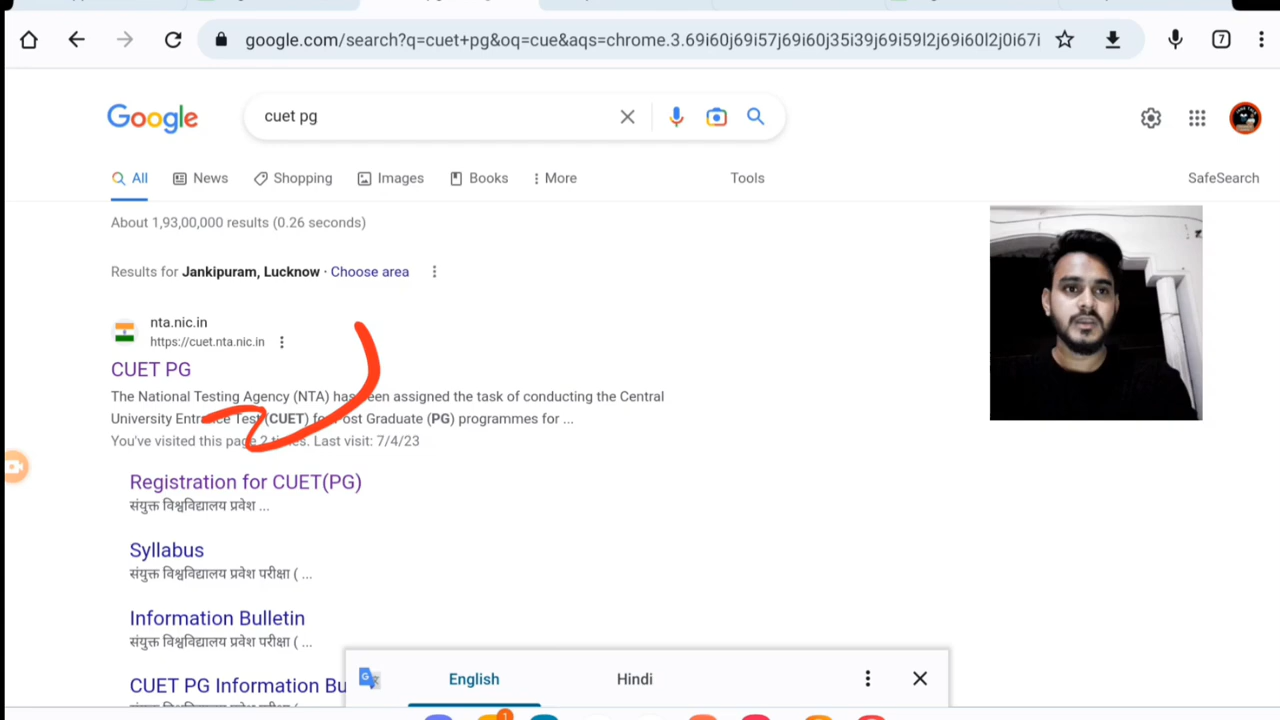 google.com/search?q=cuet+pg&oq=cue&aqs=chrome.3.69i60j69i57j69i60j35i39j69i59l2j69i60l2j0i67i
7
Google
cuet pg
All
News
Shopping
Images
Books
More
Tools
SafeSearch
About 1,93,00,000 results (0.26 seconds)
Results for Jankipuram, Lucknow · Choose area
nta.nic.in
https://cuet.nta.nic.in
CUET PG
The National Testing Agency (NTA) has been assigned the task of conducting the Central
University Entrance Test (CUET) for Post Graduate (PG) programmes for ...
You've visited this page 2 times. Last visit: 7/4/23
Registration for CUET(PG)
संयुक्त विश्वविद्यालय प्रवेश ...
Syllabus
संयुक्त विश्वविद्यालय प्रवेश परीक्षा ( ...
Information Bulletin
संयुक्त विश्वविद्यालय प्रवेश परीक्षा ( ...
CUET PG Information Bu
English
Hindi
1